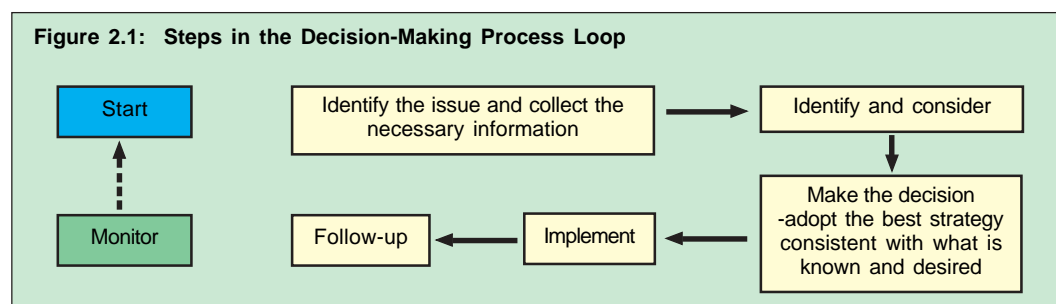 Figure 2.1: Steps in the Decision-Making Process Loop
Start
Identify the issue and collect the
necessary information
Identify and consider
Make the decision
-adopt the best strategy
consistent with what is
known and desired
Implement
Follow-up
Monitor